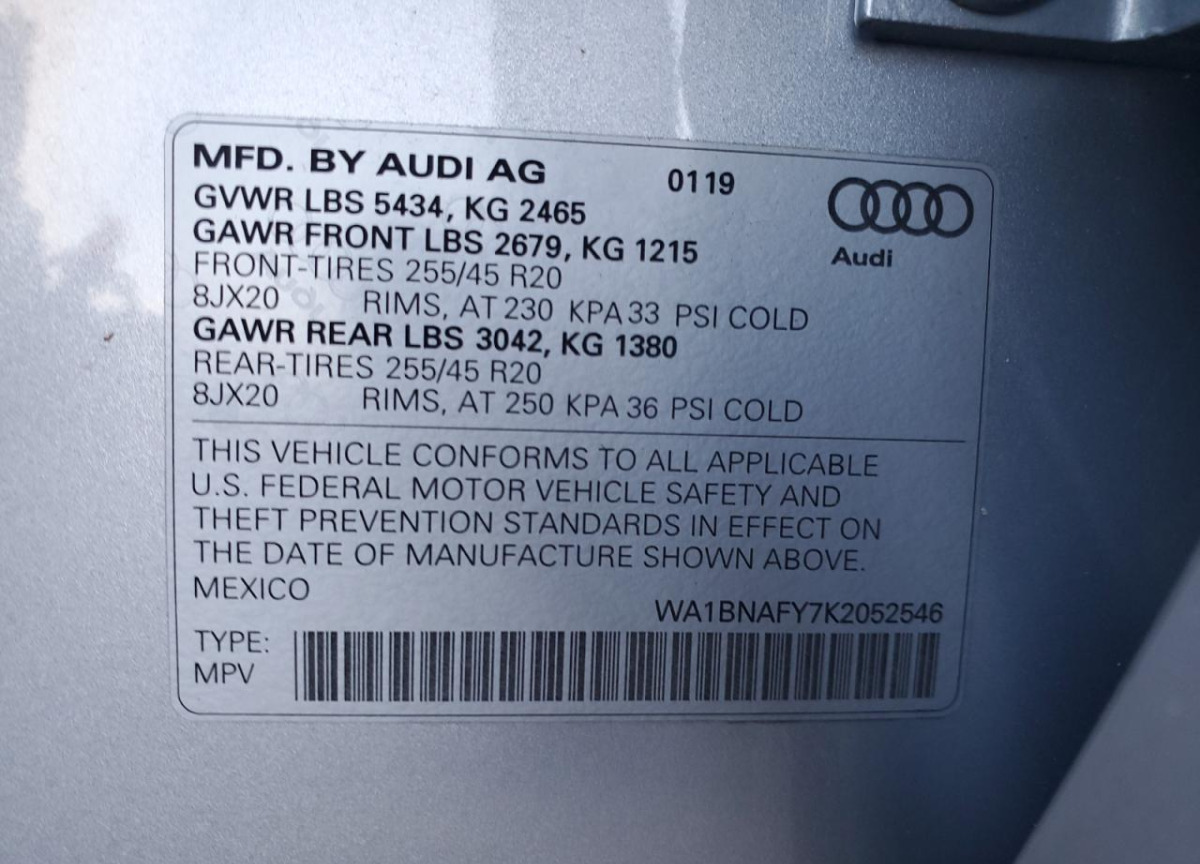 MFD. BY AUDI AG 0119
GVWR LBS 5434, KG 2465
GAWR FRONT LBS 2679, KG 1215
Audi
FRONT-TIRES 255/45 R20
8JX20 RIMS, AT 230 KPA 33 PSI COLD
GAWR REAR LBS 3042, KG 1380
REAR-TIRES 255/45 R20
8JX20 RIMS, AT 250 KPA 36 PSI COLD
THIS VEHICLE CONFORMS TO ALL APPLICABLE
U.S. FEDERAL MOTOR VEHICLE SAFETY AND
THEFT PREVENTION STANDARDS IN EFFECT ON
THE DATE OF MANUFACTURE SHOWN ABOVE.
MEXICO
WA1BNAFY7K2052546
TYPE:
MPV